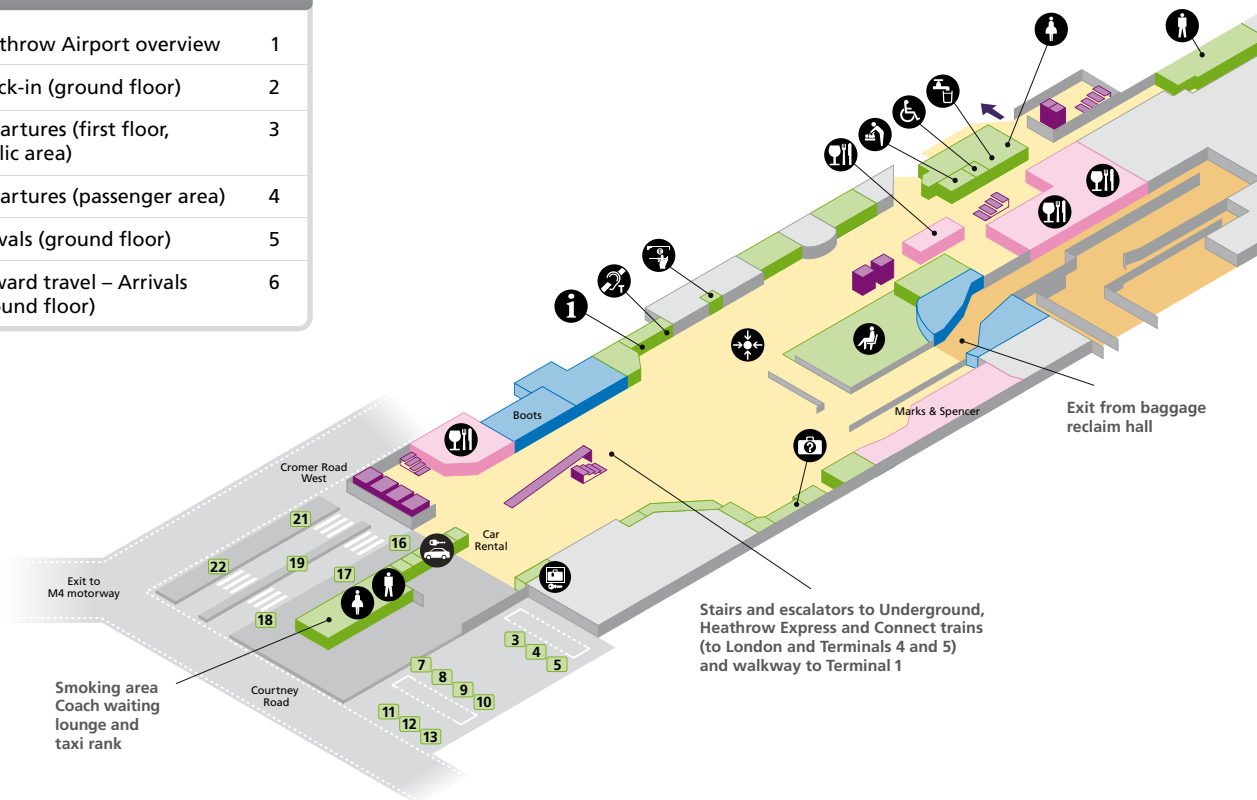 throw Airport overview 1
ck-in (ground floor) 2
artures (first floor, 3
lic area)
artures (passenger area) 4
vals (ground floor) 5
ward travel – Arrivals 6
und floor)
i
T
Boots
Marks & Spencer
Exit from baggage
reclaim hall
?
Cromer Road
West
Car
Rental
21
16
22
19
17
18
Exit to
M4 motorway
Stairs and escalators to Underground,
Heathrow Express and Connect trains
(to London and Terminals 4 and 5)
and walkway to Terminal 1
3
4
5
7
8
9
10
11
12
13
Smoking area
Coach waiting
lounge and
taxi rank
Courtney
Road